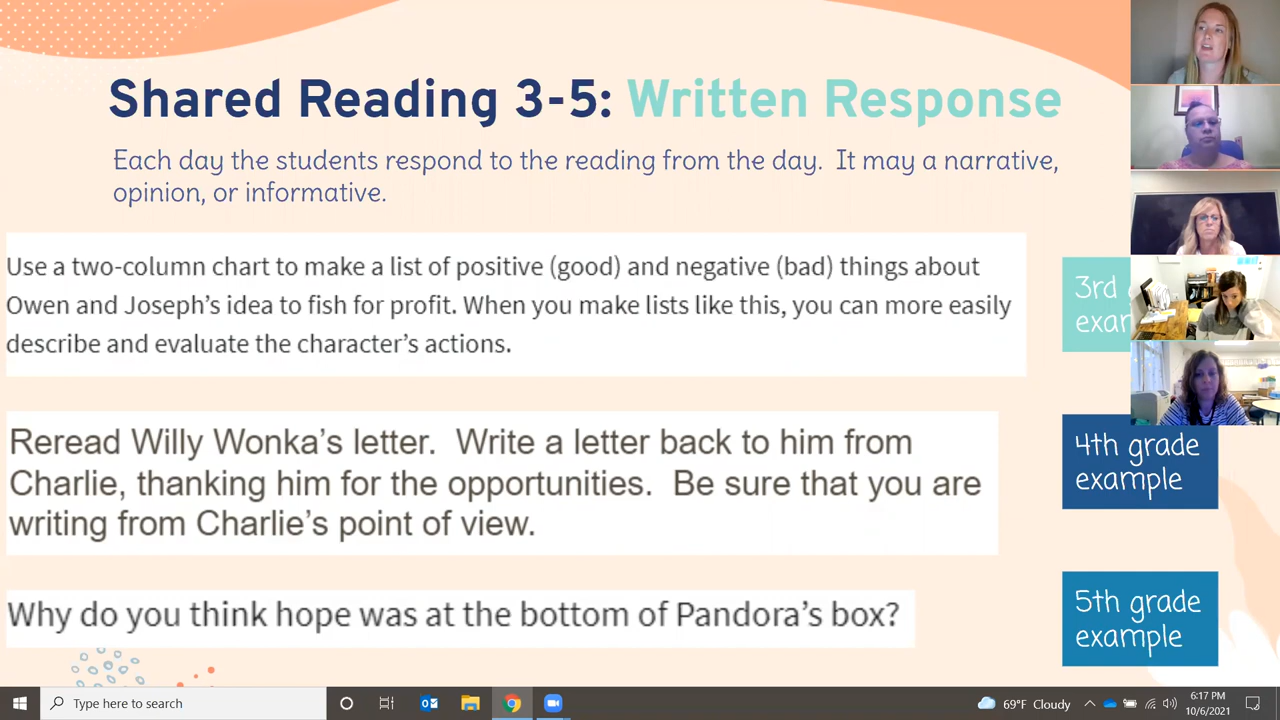 Shared Reading 3-5: Written Response
Each day the students respond to the reading from the day. It may a narrative,
opinion, or informative.
Use a two-column chart to make a list of positive (good) and negative (bad) things about
Owen and Joseph's idea to fish for profit. When you make lists like this, you can more easily
describe and evaluate the character's actions.
3rd
exam
Reread Willy Wonka's letter. Write a letter back to him from
Charlie, thanking him for the opportunities. Be sure that you are
writing from Charlie's point of view.
4th grade
example
Why do you think hope was at the bottom of Pandora's box?
5th grade
example
Type here to search
69°F Cloudy
6:17 PM
10/6/2021